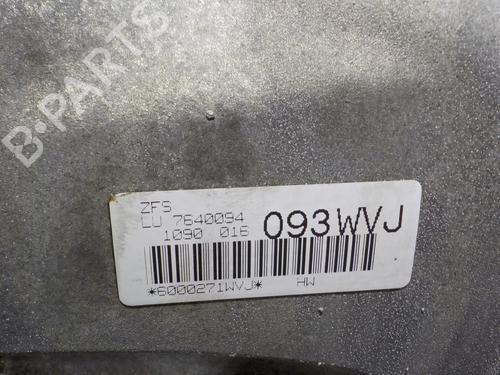 B-PARTS
ZFS
LU 7640094
1090 016
093WVJ
*6000271WVJ* HW